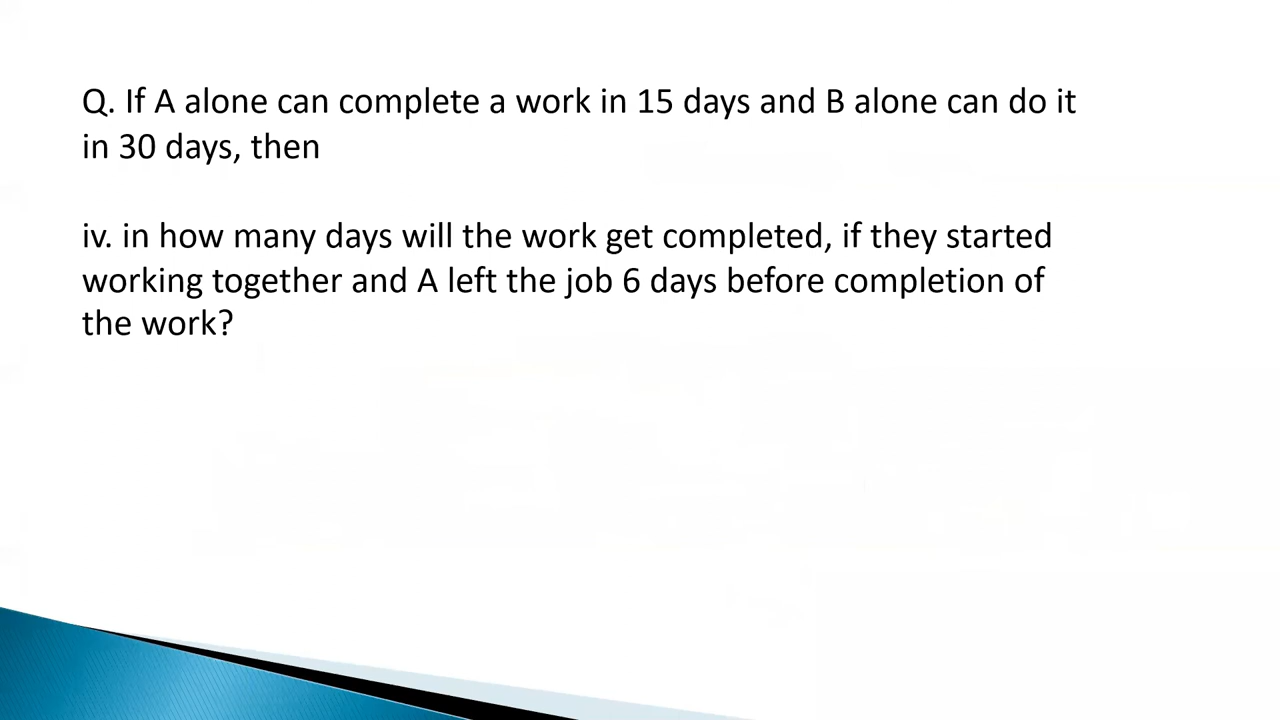 Q. If A alone can complete a work in 15 days and B alone can do it
in 30 days, then
iv. in how many days will the work get completed, if they started
working together and A left the job 6 days before completion of
the work?